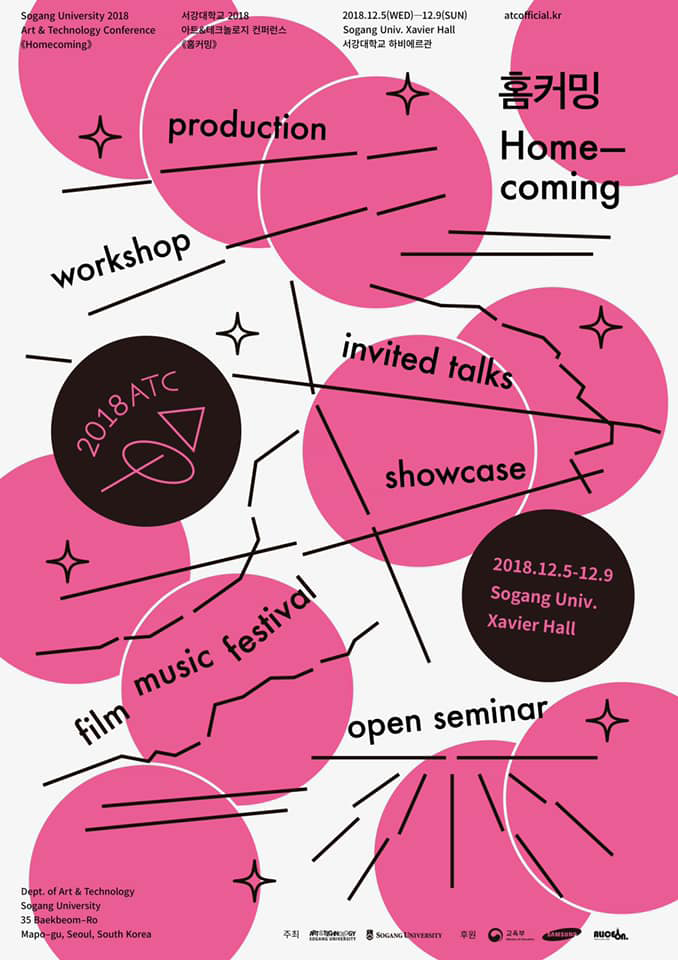 Sogang University 2018
Art & Technology Conference
《Homecoming》
서강대학교 2018
아트&테크놀로지 컨퍼런스
《홈커밍》
2018.12.5(WED)—12.9(SUN)
Sogang Univ. Xavier Hall
서강대학교 하비에르관
atcofficial.kr
홈커밍
Home—
coming
production
workshop
invited talks
2018 ATC
showcase
2018.12.5-12.9
Sogang Univ.
Xavier Hall
film music festival
open seminar
Dept. of Art & Technology
Sogang University
35 Baekbeom-Ro
Mapo-gu, Seoul, South Korea
주최
ART & TECHNOLOGY
SOGANG UNIVERSITY
SOGANG UNIVERSITY
후원
교육부
Ministry of Education
SAMSUNG